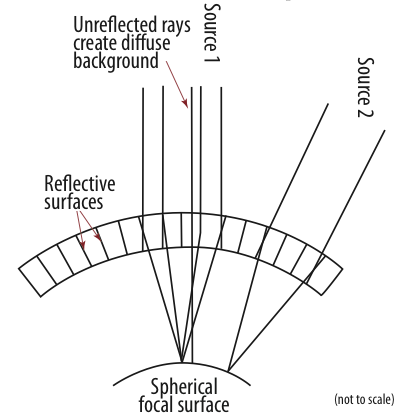 Unreflected rays
create diffuse
background
Source 1
Source 2
Reflective
surfaces
Spherical
focal surface
(not to scale)